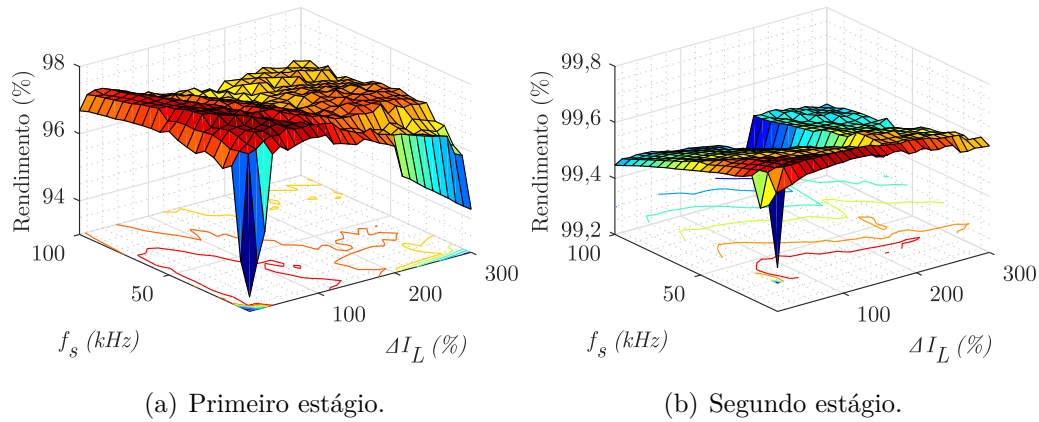 98
96
94
Rendimento (%)
100
50
f_s (kHz)
100
200
300
ΔI_L (%)
99,8
99,6
99,4
99,2
Rendimento (%)
100
50
f_s (kHz)
100
200
300
ΔI_L (%)
(a) Primeiro estágio.
(b) Segundo estágio.